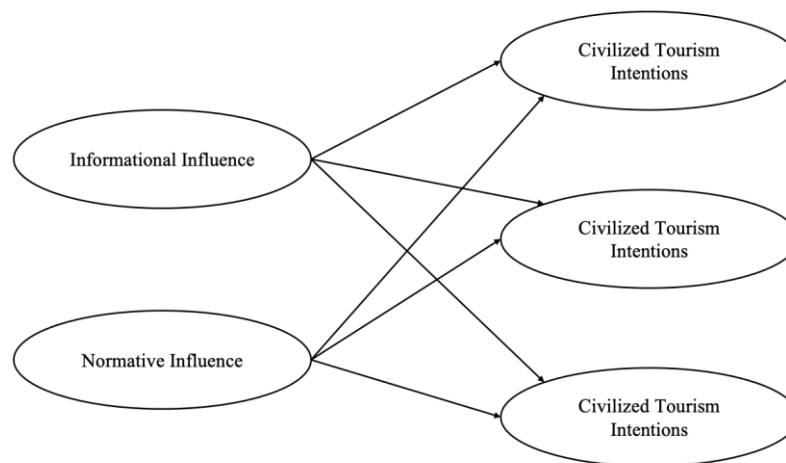 Civilized Tourism
Intentions
Informational Influence
Civilized Tourism
Intentions
Normative Influence
Civilized Tourism
Intentions